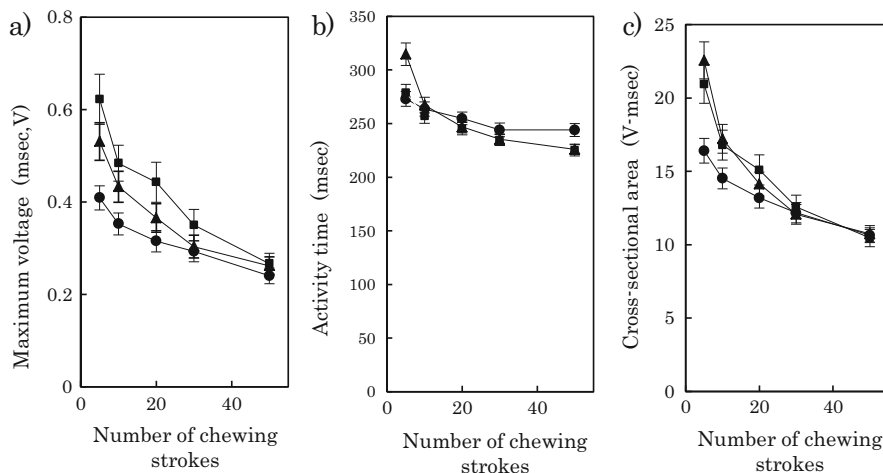 a)
Maximum voltage (msec,V)
0.8
0.6
0.4
0.2
0
0
20
40
Number of chewing
strokes
b)
Activity time (msec)
350
300
250
200
150
100
50
0
0
20
40
Number of chewing
strokes
c)
Cross-sectional area (V-msec)
25
20
15
10
5
0
0
20
40
Number of chewing
strokes